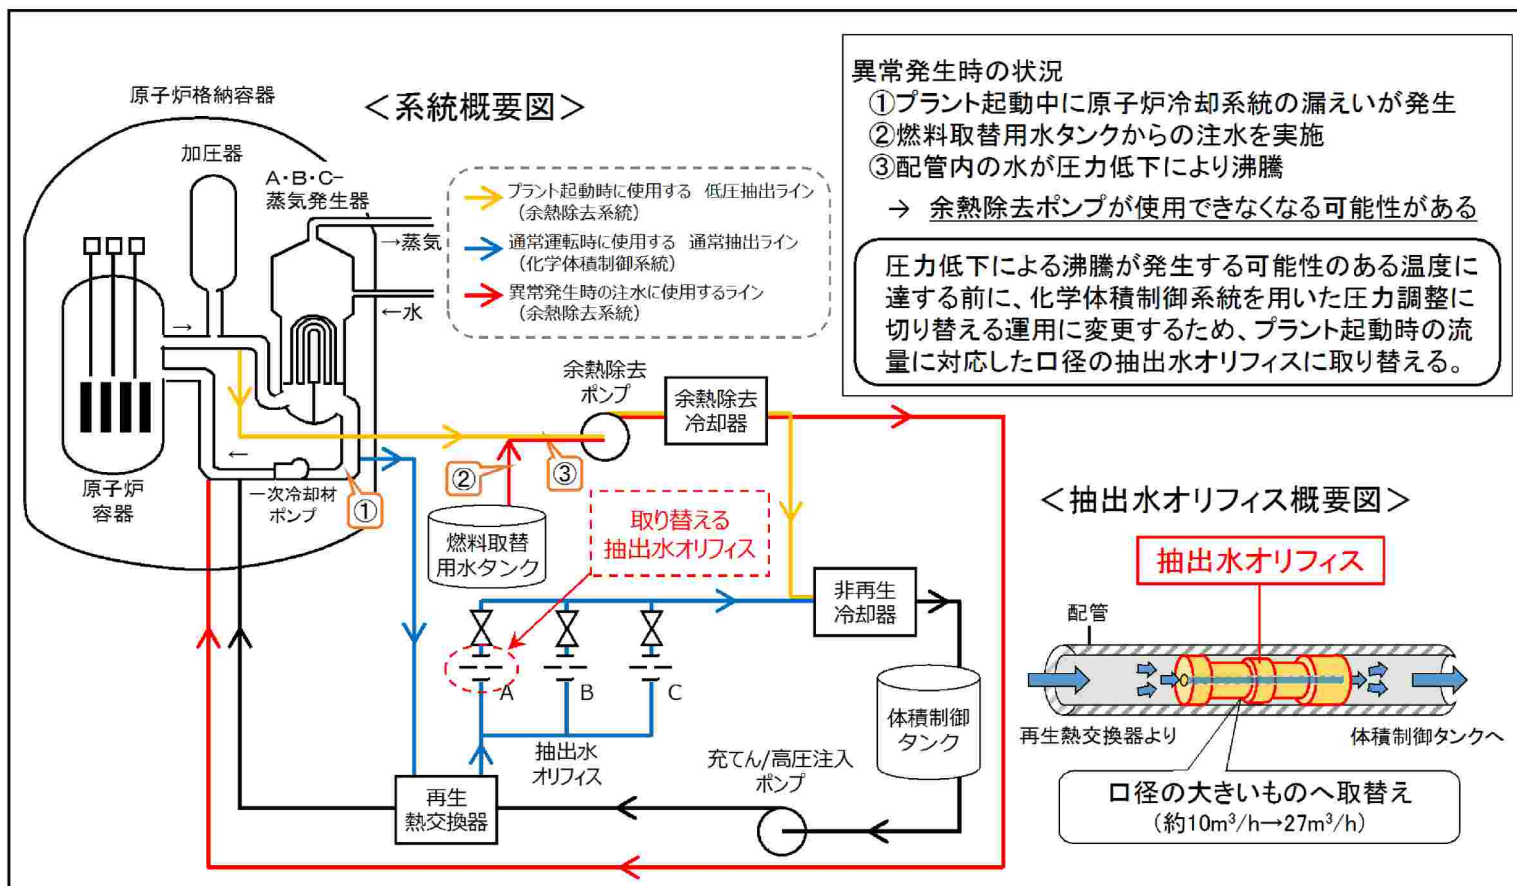 原子炉格納容器
＜系統概要図＞
加圧器
A・B・C-
蒸気発生器
→蒸気
←水
プラント起動時に使用する　低圧抽出ライン
（余熱除去系統）
通常運転時に使用する　通常抽出ライン
（化学体積制御系統）
異常発生時の注水に使用するライン
（余熱除去系統）
異常発生時の状況
①プラント起動中に原子炉冷却系統の漏えいが発生
②燃料取替用水タンクからの注水を実施
③配管内の水が圧力低下により沸騰
→　余熱除去ポンプが使用できなくなる可能性がある
圧力低下による沸騰が発生する可能性のある温度に
達する前に、化学体積制御系統を用いた圧力調整に
切り替える運用に変更するため、プラント起動時の流
量に対応した口径の抽出水オリフィスに取り替える。
→
←
余熱除去
ポンプ
余熱除去
冷却器
原子炉
容器
一次冷却材
ポンプ
①
②
③
燃料取替
用水タンク
取り替える
抽出水オリフィス
非再生
冷却器
A
B
C
抽出水
オリフィス
体積制御
タンク
再生
熱交換器
充てん/高圧注入
ポンプ
＜抽出水オリフィス概要図＞
抽出水オリフィス
配管
再生熱交換器より
体積制御タンクへ
口径の大きいものへ取替え
（約10m³/h→27m³/h）